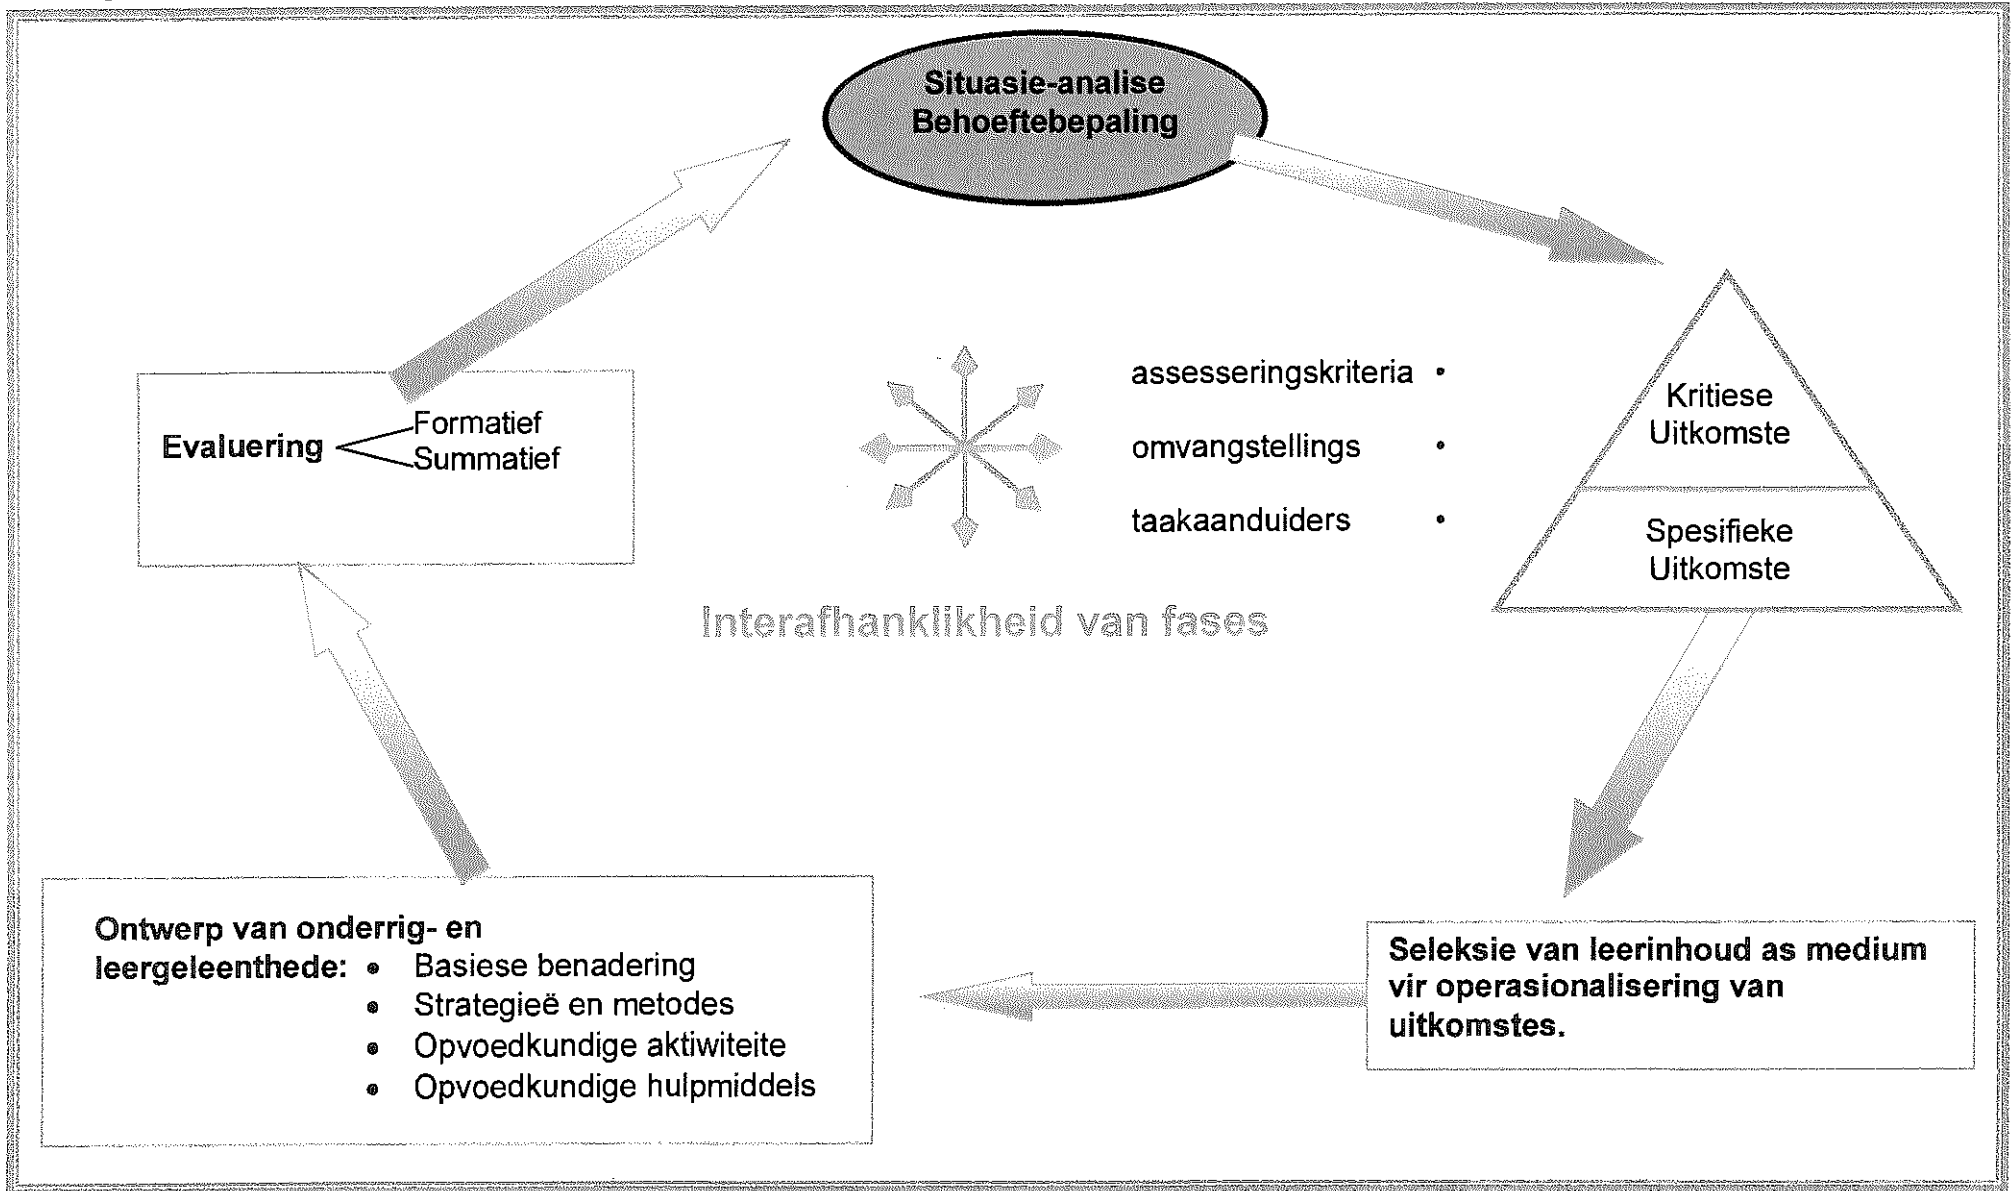 Situasie-analise
Behoeftebepaling
assesseringskriteria •
omvangstellings •
taakaanduiders •
Kritiese
Uitkomste
Spesifieke
Uitkomste
Evaluering
Formatief
Summatief
Interafhanklikheid van fases
Ontwerp van onderrig- en
leergeleenthede: • Basiese benadering
• Strategieë en metodes
• Opvoedkundige aktiwiteite
• Opvoedkundige hulpmiddels
Seleksie van leerinhoud as medium
vir operasionalisering van
uitkomstes.